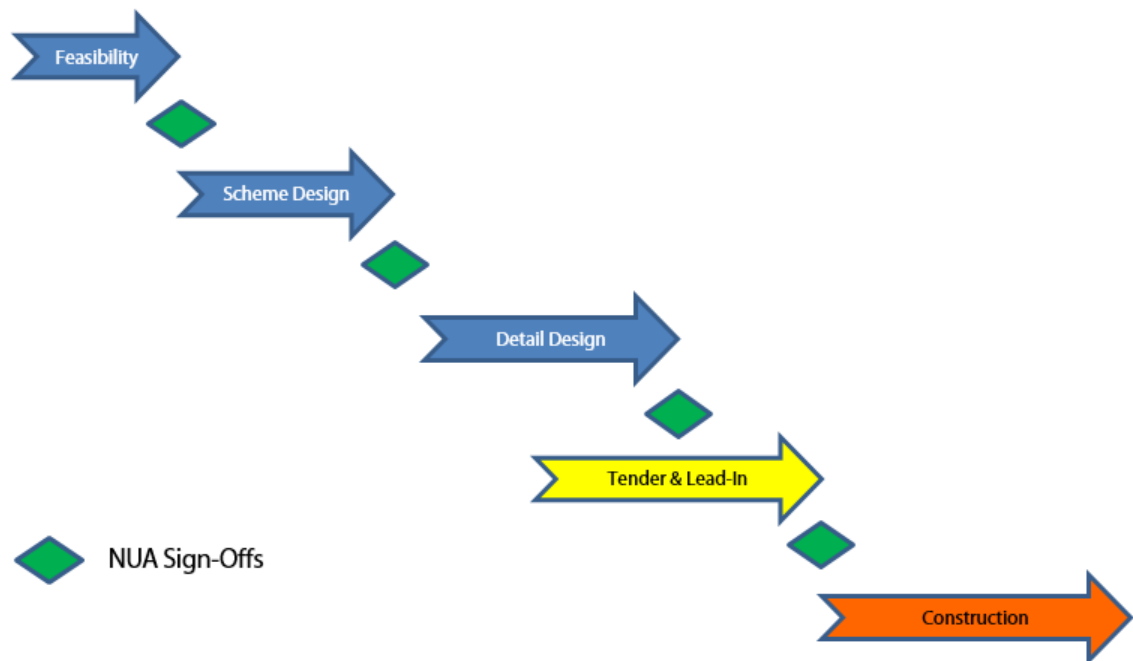 Feasibility
Scheme Design
Detail Design
Tender & Lead-In
NUA Sign-Offs
Construction